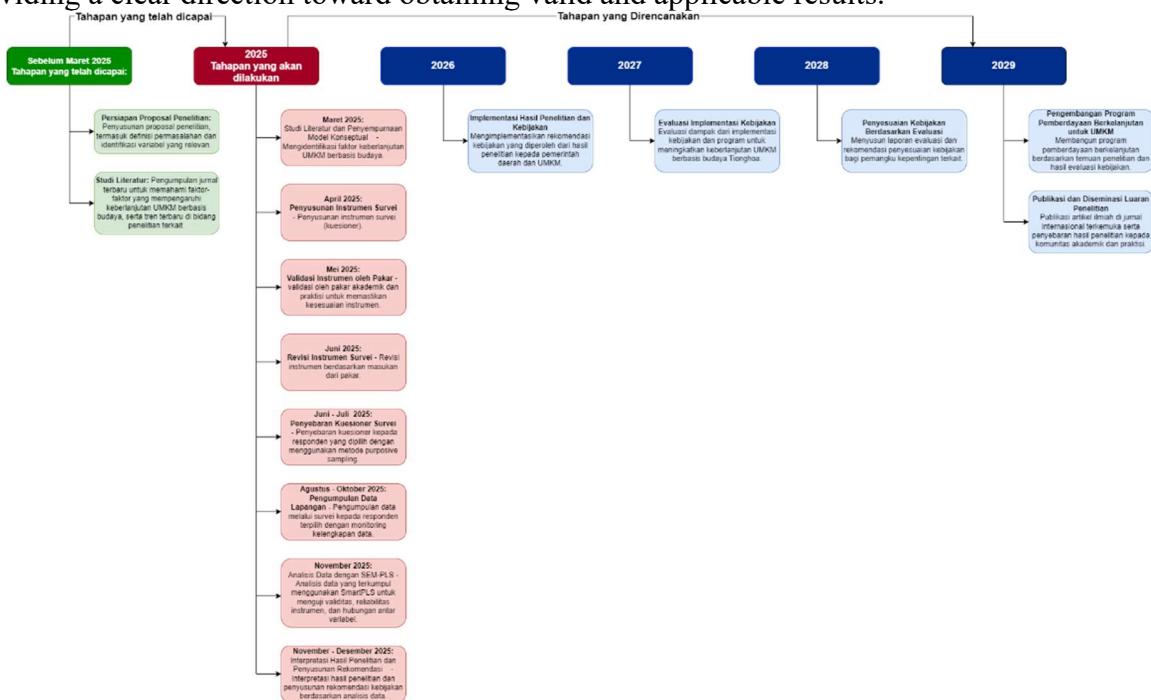 viding a clear direction toward obtaining valid and applicable results.
Tahapan yang telah dicapai
Tahapan yang Direncanakan
Sebelum Maret 2025
Tahapan yang telah dicapai:
Persiapan Proposal Penelitian:
Penyusunan proposal penelitian,
termasuk definisi permasalahan dan
identifikasi variabel yang relevan.
Studi Literatur: Pengumpulan jurnal
terbaru untuk memahami faktor-
faktor yang mempengaruhi
keberlanjutan UMKM berbasis
budaya, serta tren terbaru di bidang
penelitian terkait.
2025
Tahapan yang akan
dilakukan
Maret 2025:
Studi Literatur dan Penyempurnaan
Model Konseptual -
Mengidentifikasi faktor keberlanjutan
UMKM berbasis budaya.
April 2025:
Penyusunan Instrumen Survei
- Penyusunan instrumen survei
(kuesioner).
Mei 2025:
Validasi Instrumen oleh Pakar -
validasi oleh pakar akademik dan
praktisi untuk memastikan
kesesuaian instrumen.
Juni 2025:
Revisi Instrumen Survei - Revisi
instrumen berdasarkan masukan
dari pakar.
Juni - Juli 2025:
Penyebaran Kuesioner Survei
- Penyebaran kuesioner kepada
responden yang dipilih dengan
menggunakan metode purposive
sampling.
Agustus - Oktober 2025:
Pengumpulan Data
Lapangan - Pengumpulan data
melalui survei kepada responden
terpilih dengan monitoring
kelengkapan data.
November 2025:
Analisis Data dengan SEM-PLS -
Analisis data yang terkumpul
menggunakan SmartPLS untuk
menguji validitas, reliabilitas
instrumen, dan hubungan antar
variabel.
November - Desember 2025:
Interpretasi Hasil Penelitian dan
Penyusunan Rekomendasi -
Interpretasi hasil penelitian dan
penyusunan rekomendasi kebijakan
berdasarkan analisis data.
2026
Implementasi Hasil Penelitian dan
Kebijakan
Mengimplementasikan rekomendasi
kebijakan yang diperoleh dari hasil
penelitian kepada pemerintah
daerah dan UMKM.
2027
Evaluasi Implementasi Kebijakan
Evaluasi dampak dari implementasi
kebijakan dan program untuk
meningkatkan keberlanjutan UMKM
berbasis budaya Tionghoa.
2028
Penyesuaian Kebijakan
Berdasarkan Evaluasi
Menyusun laporan evaluasi dan
rekomendasi penyesuaian kebijakan
bagi pemangku kepentingan terkait.
2029
Pengembangan Program
Pemberdayaan Berkelanjutan
untuk UMKM
Membangun program
pemberdayaan berkelanjutan
berdasarkan temuan penelitian dan
hasil evaluasi kebijakan.
Publikasi dan Diseminasi Luaran
Penelitian
Publikasi artikel ilmiah di jurnal
internasional terkemuka serta
penyebaran hasil penelitian kepada
komunitas akademik dan praktisi.